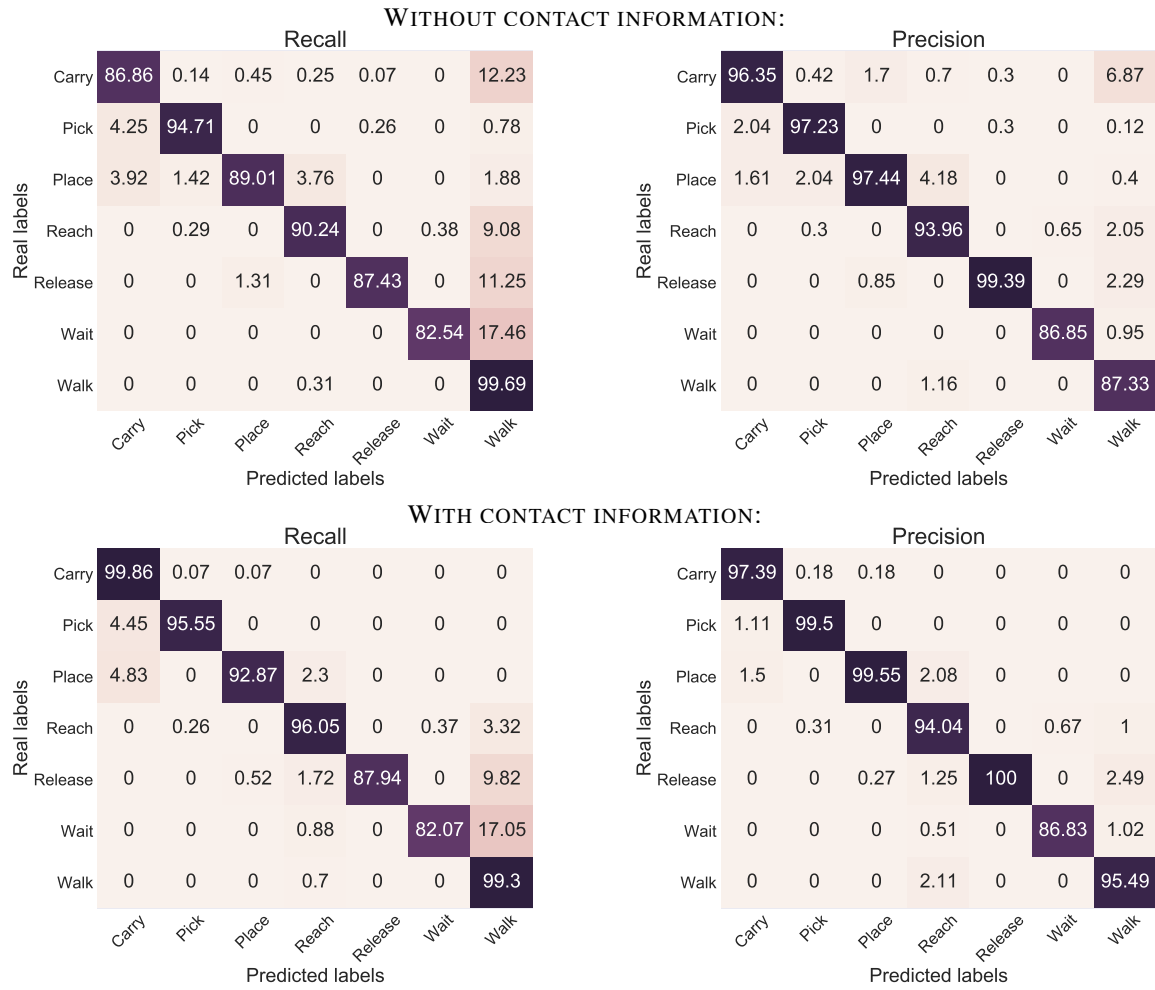 WITHOUT CONTACT INFORMATION:
Recall
Real labels
Carry 86.86 0.14 0.45 0.25 0.07 0 12.23
Pick 4.25 94.71 0 0 0.26 0 0.78
Place 3.92 1.42 89.01 3.76 0 0 1.88
Reach 0 0.29 0 90.24 0 0.38 9.08
Release 0 0 1.31 0 87.43 0 11.25
Wait 0 0 0 0 0 82.54 17.46
Walk 0 0 0 0.31 0 0 99.69
Carry Pick Place Reach Release Wait Walk
Predicted labels
Precision
Real labels
Carry 96.35 0.42 1.7 0.7 0.3 0 6.87
Pick 2.04 97.23 0 0 0.3 0 0.12
Place 1.61 2.04 97.44 4.18 0 0 0.4
Reach 0 0.3 0 93.96 0 0.65 2.05
Release 0 0 0.85 0 99.39 0 2.29
Wait 0 0 0 0 0 86.85 0.95
Walk 0 0 0 1.16 0 0 87.33
Carry Pick Place Reach Release Wait Walk
Predicted labels
WITH CONTACT INFORMATION:
Recall
Real labels
Carry 99.86 0.07 0.07 0 0 0 0
Pick 4.45 95.55 0 0 0 0 0
Place 4.83 0 92.87 2.3 0 0 0
Reach 0 0.26 0 96.05 0 0.37 3.32
Release 0 0 0.52 1.72 87.94 0 9.82
Wait 0 0 0 0.88 0 82.07 17.05
Walk 0 0 0 0.7 0 0 99.3
Carry Pick Place Reach Release Wait Walk
Predicted labels
Precision
Real labels
Carry 97.39 0.18 0.18 0 0 0 0
Pick 1.11 99.5 0 0 0 0 0
Place 1.5 0 99.55 2.08 0 0 0
Reach 0 0.31 0 94.04 0 0.67 1
Release 0 0 0.27 1.25 100 0 2.49
Wait 0 0 0 0.51 0 86.83 1.02
Walk 0 0 0 2.11 0 0 95.49
Carry Pick Place Reach Release Wait Walk
Predicted labels